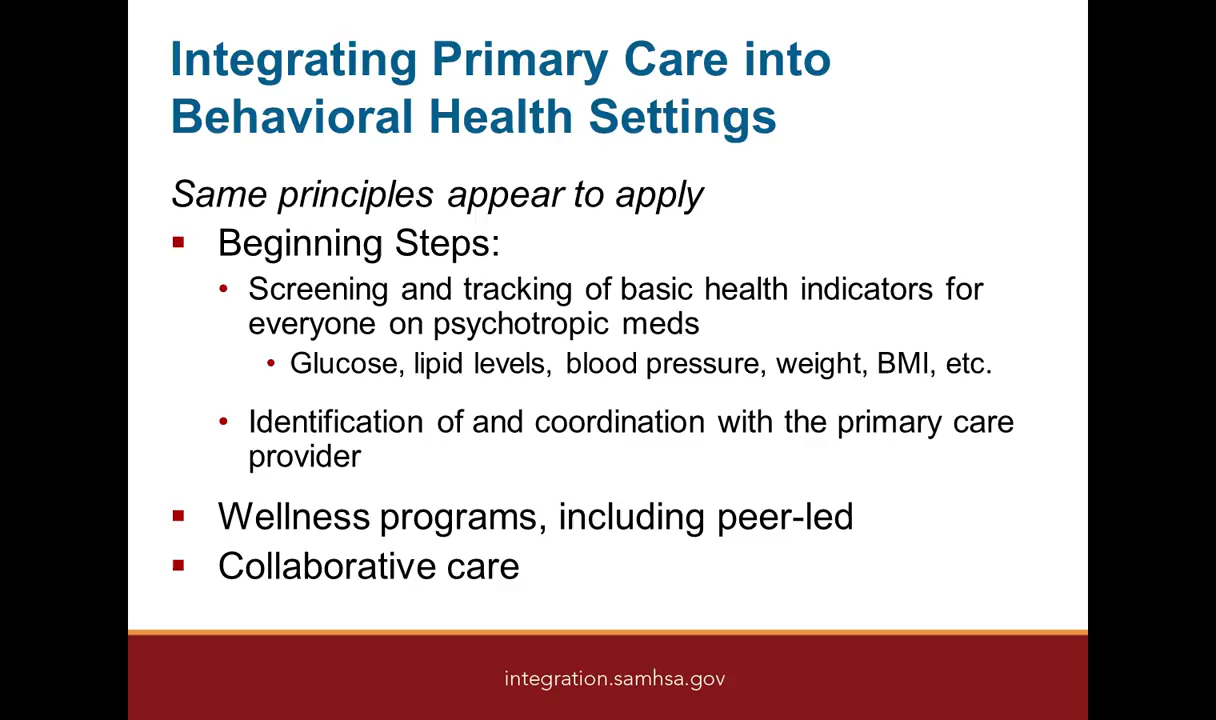 Integrating Primary Care into
Behavioral Health Settings
Same principles appear to apply
▪ Beginning Steps:
• Screening and tracking of basic health indicators for
everyone on psychotropic meds
• Glucose, lipid levels, blood pressure, weight, BMI, etc.
• Identification of and coordination with the primary care
provider
▪ Wellness programs, including peer-led
▪ Collaborative care
integration.samhsa.gov